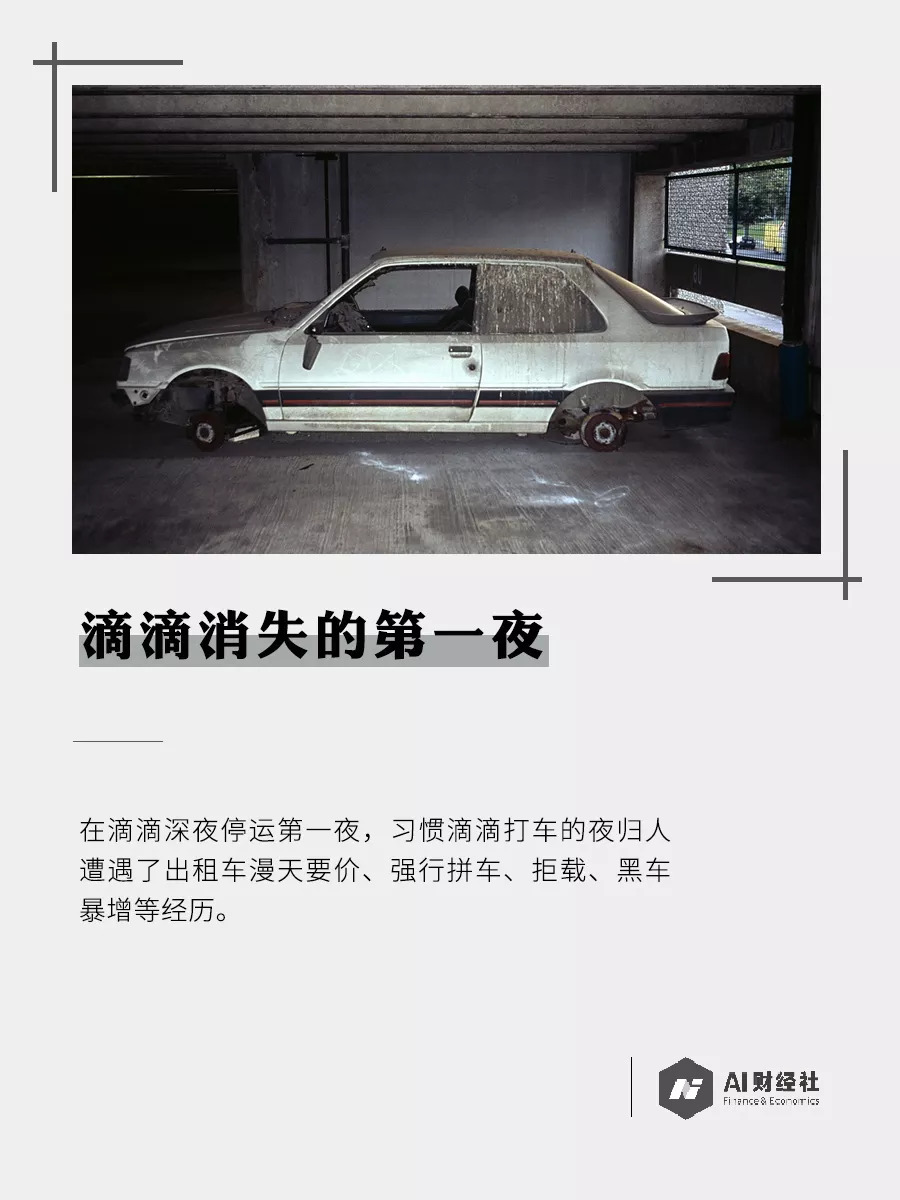 滴滴消失的第一夜
在滴滴深夜停运第一夜，习惯滴滴打车的夜归人
遭遇了出租车漫天要价、强行拼车、拒载、黑车
暴增等经历。
AI财经社
Finance & Economics